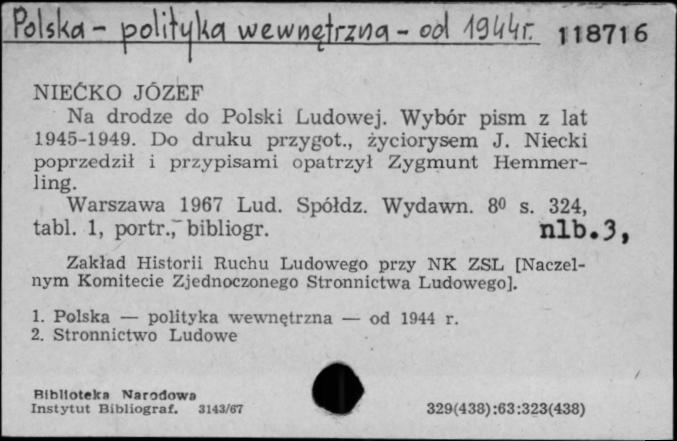 Polska - polityka wewnętrzna - od 1944r. 118716
NIEĆKO JÓZEF
Na drodze do Polski Ludowej. Wybór pism z lat
1945-1949. Do druku przygot., życiorysem J. Niecki
poprzedził i przypisami opatrzył Zygmunt Hemmer-
ling.
Warszawa 1967 Lud. Spółdz. Wydawn. 8⁰ s. 324,
tabl. 1, portr., bibliogr. nlb.3,
Zakład Historii Ruchu Ludowego przy NK ZSL [Naczel-
nym Komitecie Zjednoczonego Stronnictwa Ludowego].
1. Polska — polityka wewnętrzna — od 1944 r.
2. Stronnictwo Ludowe
Biblioteka Narodowa
Instytut Bibliograf. 3143/67 329(438):63:323(438)